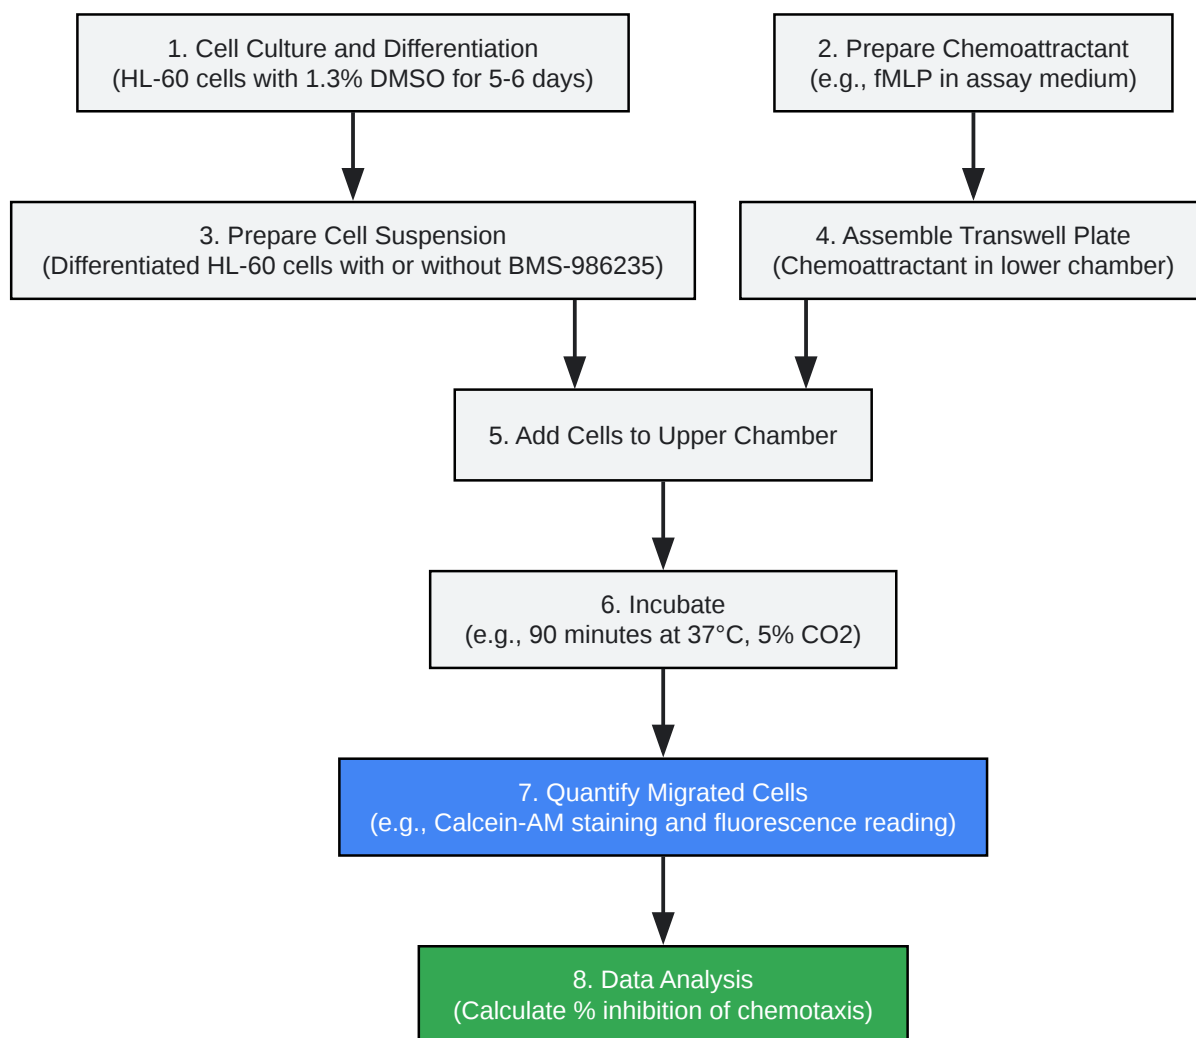 1. Cell Culture and Differentiation
(HL-60 cells with 1.3% DMSO for 5-6 days)
2. Prepare Chemoattractant
(e.g., fMLP in assay medium)
3. Prepare Cell Suspension
(Differentiated HL-60 cells with or without BMS-986235)
4. Assemble Transwell Plate
(Chemoattractant in lower chamber)
5. Add Cells to Upper Chamber
6. Incubate
(e.g., 90 minutes at 37°C, 5% CO2)
7. Quantify Migrated Cells
(e.g., Calcein-AM staining and fluorescence reading)
8. Data Analysis
(Calculate % inhibition of chemotaxis)